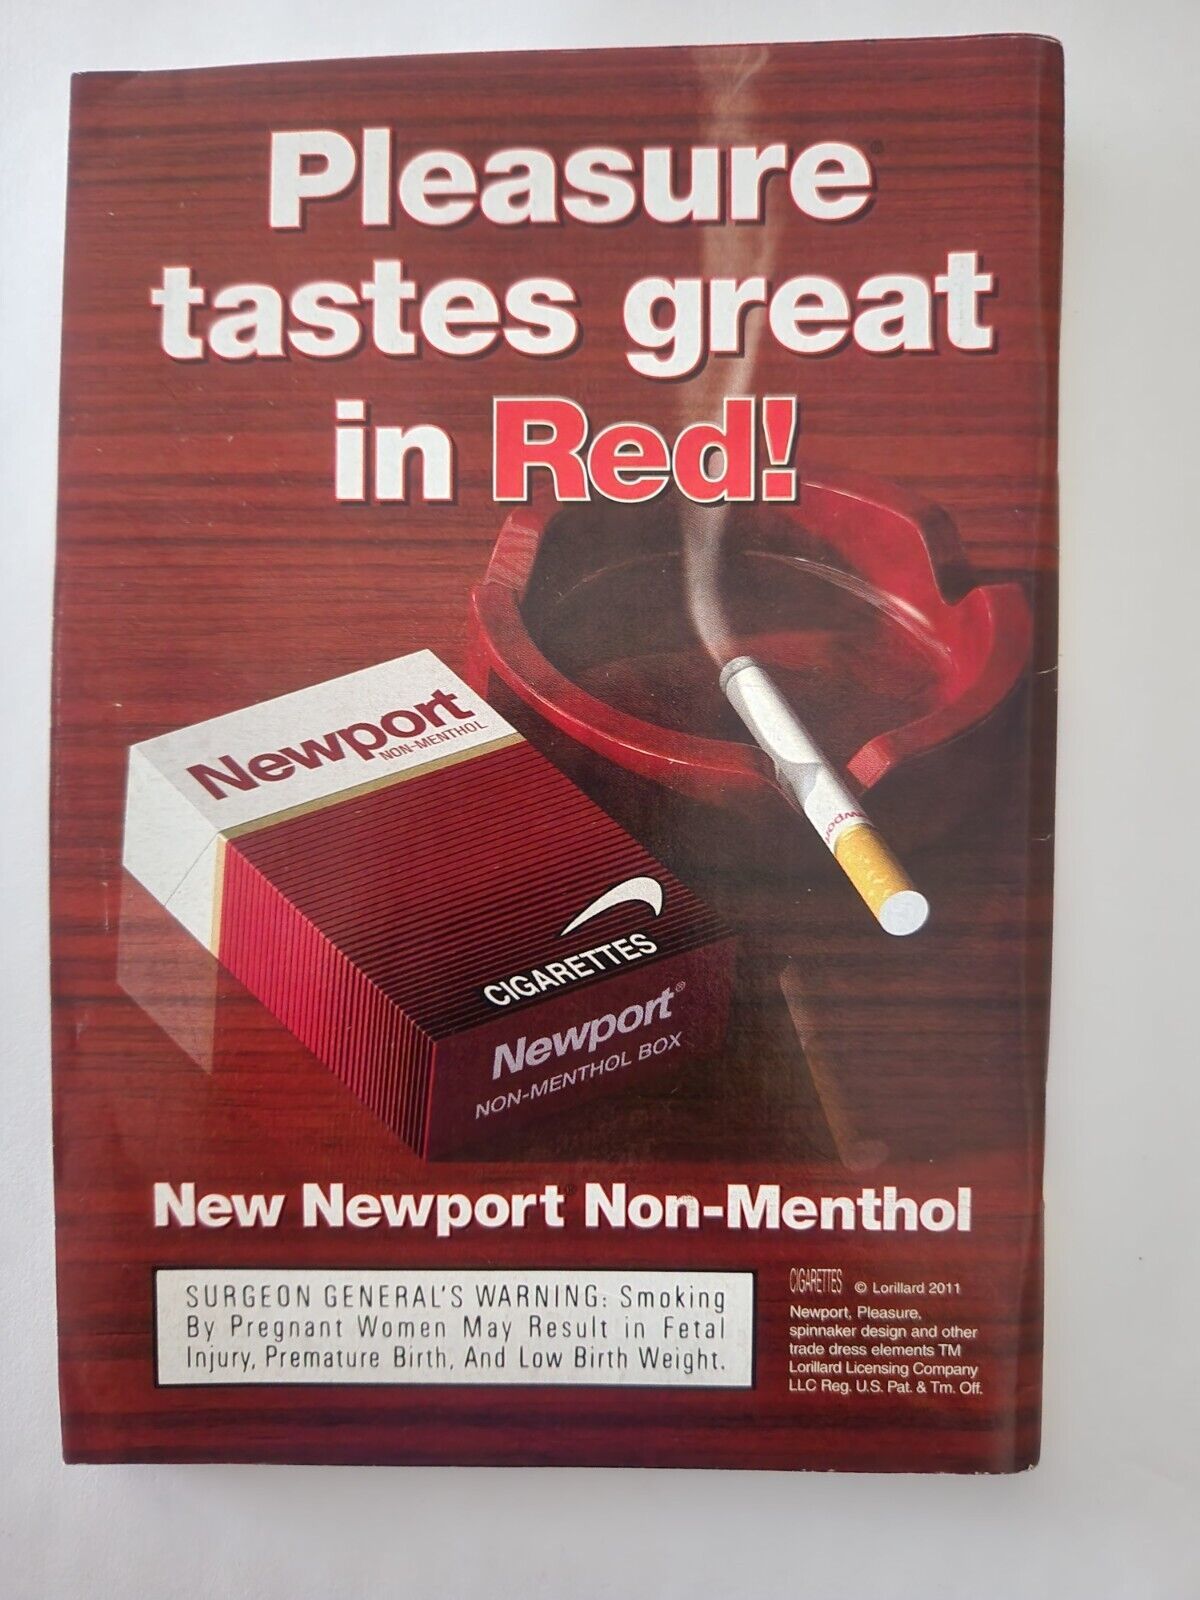 Pleasure®
tastes great
in Red!
Newport
NON-MENTHOL
CIGARETTES
Newport®
NON-MENTHOL BOX
Newport
New Newport® Non-Menthol
SURGEON GENERAL'S WARNING: Smoking
By Pregnant Women May Result in Fetal
Injury, Premature Birth, And Low Birth Weight.
CIGARETTES © Lorillard 2011
Newport, Pleasure,
spinnaker design and other
trade dress elements TM
Lorillard Licensing Company
LLC Reg. U.S. Pat. & Tm. Off.